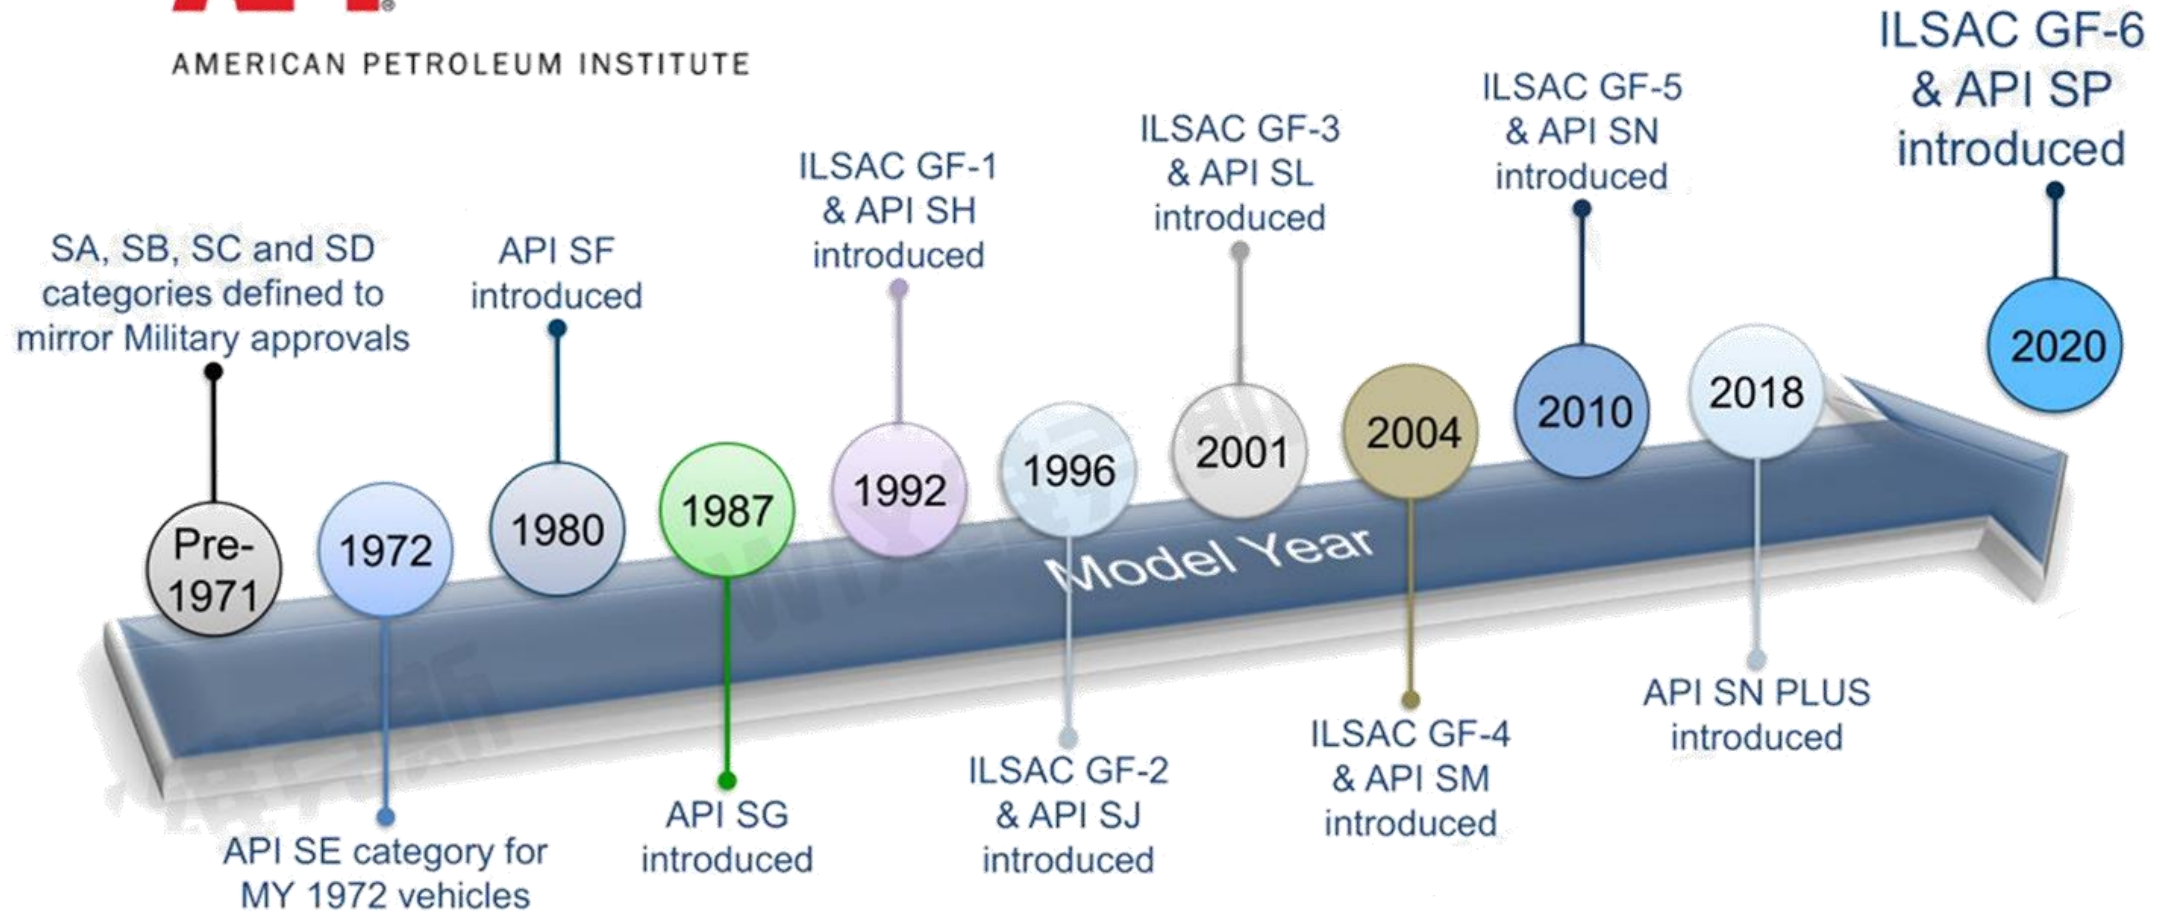 AMERICAN PETROLEUM INSTITUTE
SA, SB, SC and SD
categories defined to
mirror Military approvals
Pre-
1971
1972
API SE category for
MY 1972 vehicles
API SF
introduced
1980
1987
API SG
introduced
ILSAC GF-1
& API SH
introduced
1992
1996
ILSAC GF-2
& API SJ
introduced
ILSAC GF-3
& API SL
introduced
2001
2004
ILSAC GF-4
& API SM
introduced
ILSAC GF-5
& API SN
introduced
2010
2018
API SN PLUS
introduced
ILSAC GF-6
& API SP
introduced
2020
Model Year